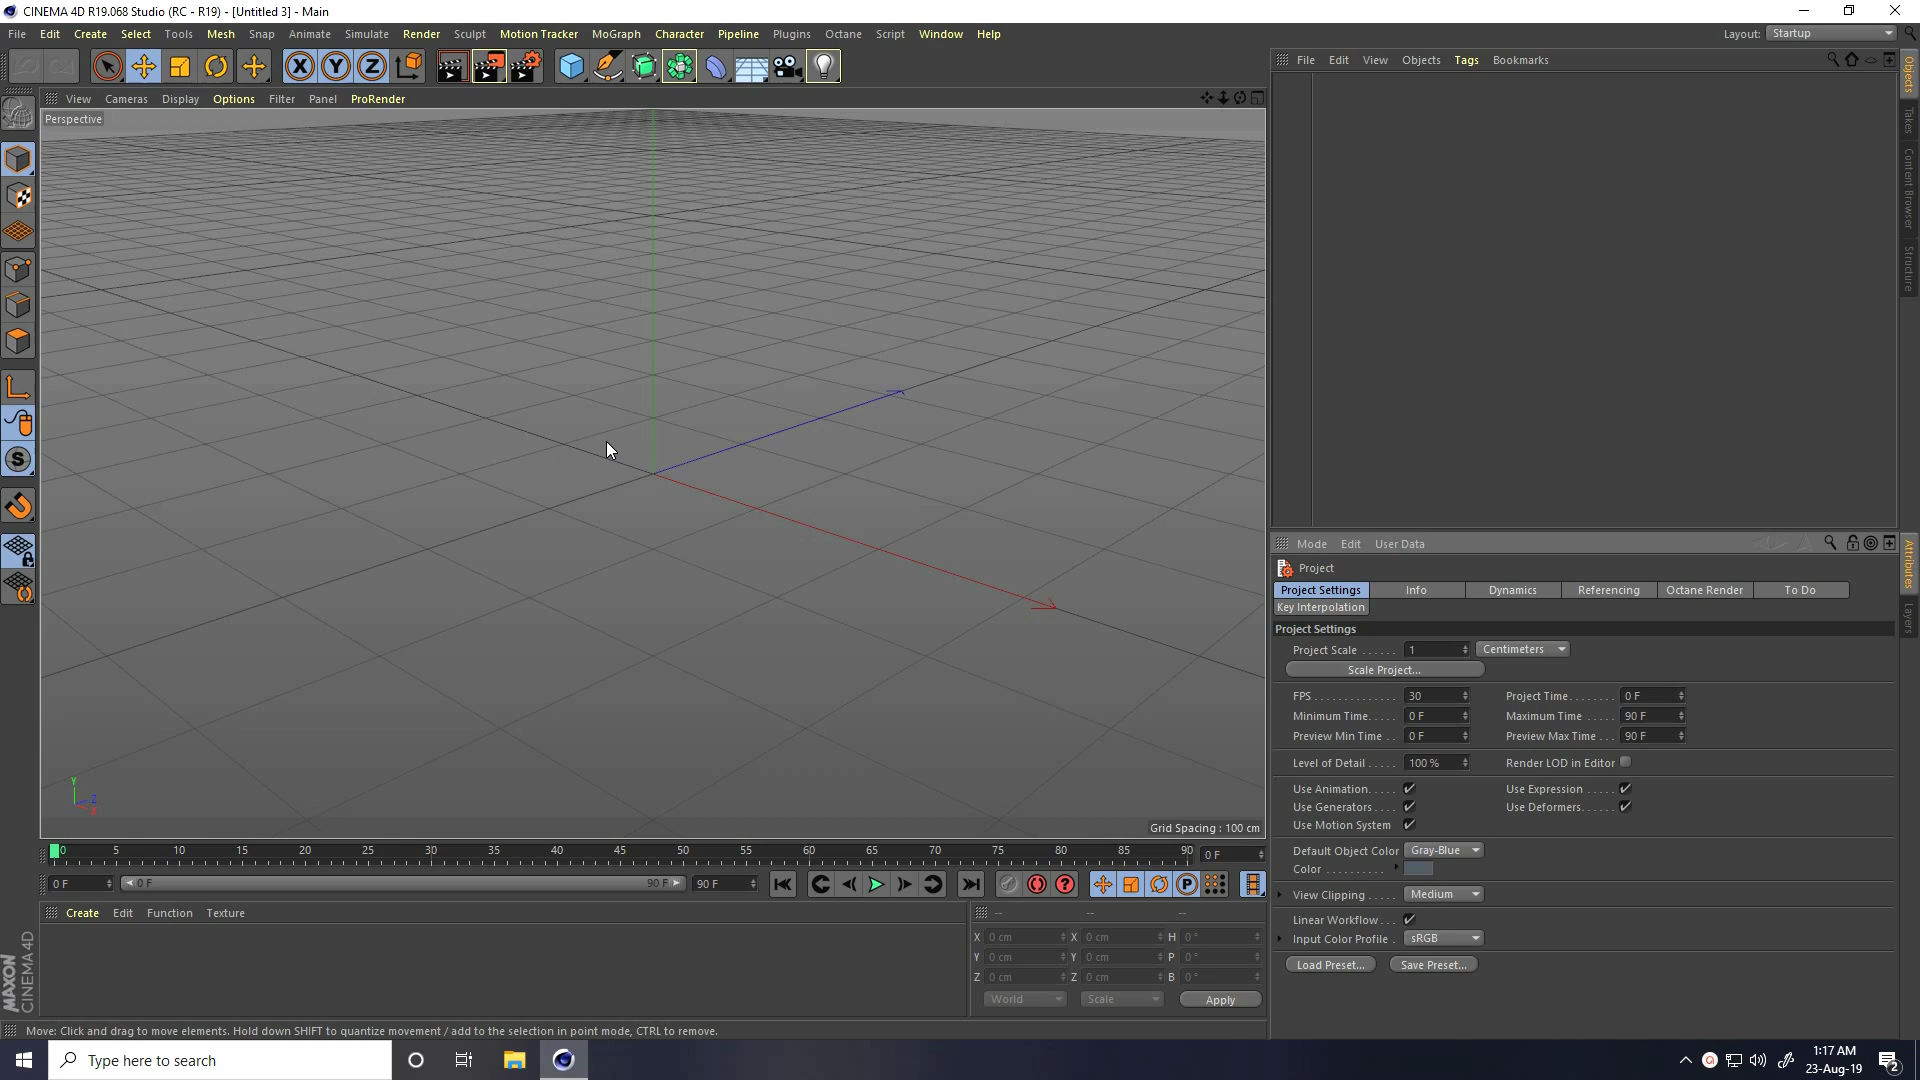 CINEMA 4D R19.068 Studio (RC - R19) - [Untitled 3] - Main
File Edit Create Select Tools Mesh Snap Animate Simulate Render Sculpt Motion Tracker MoGraph Character Pipeline Plugins Octane Script Window Help
Layout: Startup
File Edit View Objects Tags Bookmarks
View Cameras Display Options Filter Panel ProRender
Perspective
X Y Z
Objects
Takes
Content Browser
Structure
Mode Edit User Data
Attributes
Layers
Project
Project Settings Info Dynamics Referencing Octane Render To Do
Key Interpolation
Project Settings
Project Scale 1 Centimeters
Scale Project...
FPS 30 Project Time 0 F
Minimum Time 0 F Maximum Time 90 F
Preview Min Time 0 F Preview Max Time 90 F
Level of Detail 100 % Render LOD in Editor
Use Animation Use Expression
Use Generators Use Deformers
Use Motion System
Default Object Color Gray-Blue
Color
View Clipping Medium
Linear Workflow
Input Color Profile sRGB
Load Preset... Save Preset...
Y
Z
X
Grid Spacing : 100 cm
0 5 10 15 20 25 30 35 40 45 50 55 60 65 70 75 80 85 90 0 F
0 F 0 F 90 F 90 F
P
Create Edit Function Texture
-- -- --
X 0 cm X 0 cm H 0 °
Y 0 cm Y 0 cm P 0 °
Z 0 cm Z 0 cm B 0 °
World Scale Apply
MAXON
CINEMA 4D
Move: Click and drag to move elements. Hold down SHIFT to quantize movement / add to the selection in point mode, CTRL to remove.
Type here to search
1:17 AM
23-Aug-19
2